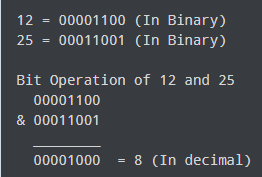 12 = 00001100 (In Binary)
25 = 00011001 (In Binary)
Bit Operation of 12 and 25
00001100
& 00011001
________
00001000 = 8 (In decimal)